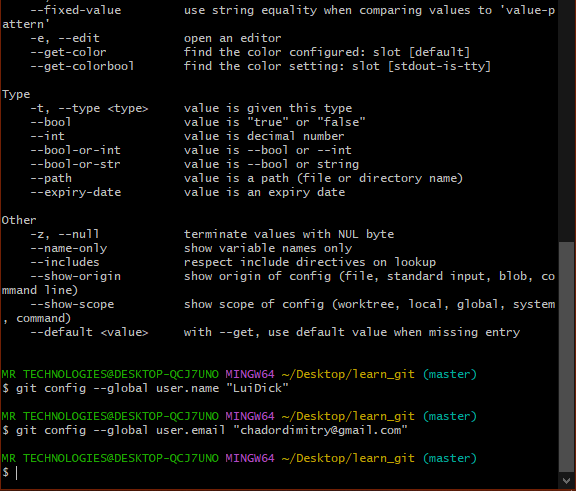 --fixed-value use string equality when comparing values to 'value-p
attern'
-e, --edit open an editor
--get-color find the color configured: slot [default]
--get-colorbool find the color setting: slot [stdout-is-tty]
Type
-t, --type <type> value is given this type
--bool value is "true" or "false"
--int value is decimal number
--bool-or-int value is --bool or --int
--bool-or-str value is --bool or string
--path value is a path (file or directory name)
--expiry-date value is an expiry date
Other
-z, --null terminate values with NUL byte
--name-only show variable names only
--includes respect include directives on lookup
--show-origin show origin of config (file, standard input, blob, co
mmand line)
--show-scope show scope of config (worktree, local, global, system
, command)
--default <value> with --get, use default value when missing entry
MR TECHNOLOGIES@DESKTOP-QCJ7UNO MINGW64 ~/Desktop/learn_git (master)
$ git config --global user.name "LuiDick"
MR TECHNOLOGIES@DESKTOP-QCJ7UNO MINGW64 ~/Desktop/learn_git (master)
$ git config --global user.email "chadordimitry@gmail.com"
MR TECHNOLOGIES@DESKTOP-QCJ7UNO MINGW64 ~/Desktop/learn_git (master)
$